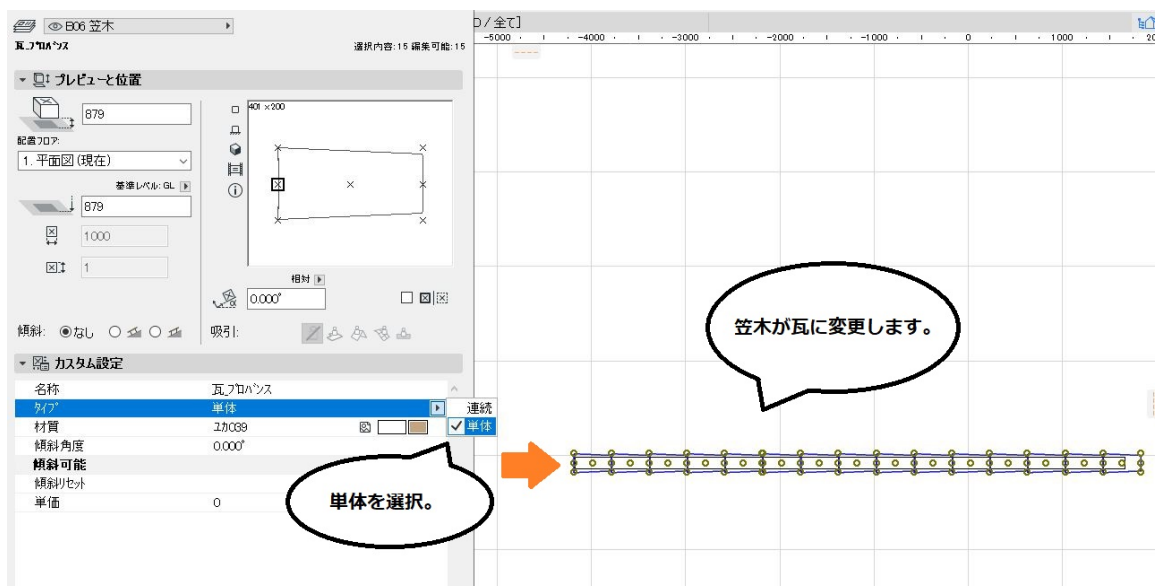 B06 笠木
D / 全て]
瓦_プロバンス
選択内容:15 編集可能:15
-5000 -4000 -3000 -2000 -1000 0 1000 20
プレビューと位置
879
401 ×200
配置フロア:
1. 平面図 (現在)
基準レベル: GL
879
1000
1
相対
0.000°
傾斜: なし
吸引:
笠木が瓦に変更します。
カスタム設定
名称 瓦_プロバンス
タイプ 単体
連続
材質 ユカ039
単体
傾斜角度 0.000°
傾斜可能
傾斜リセット
単価 0
単体を選択。